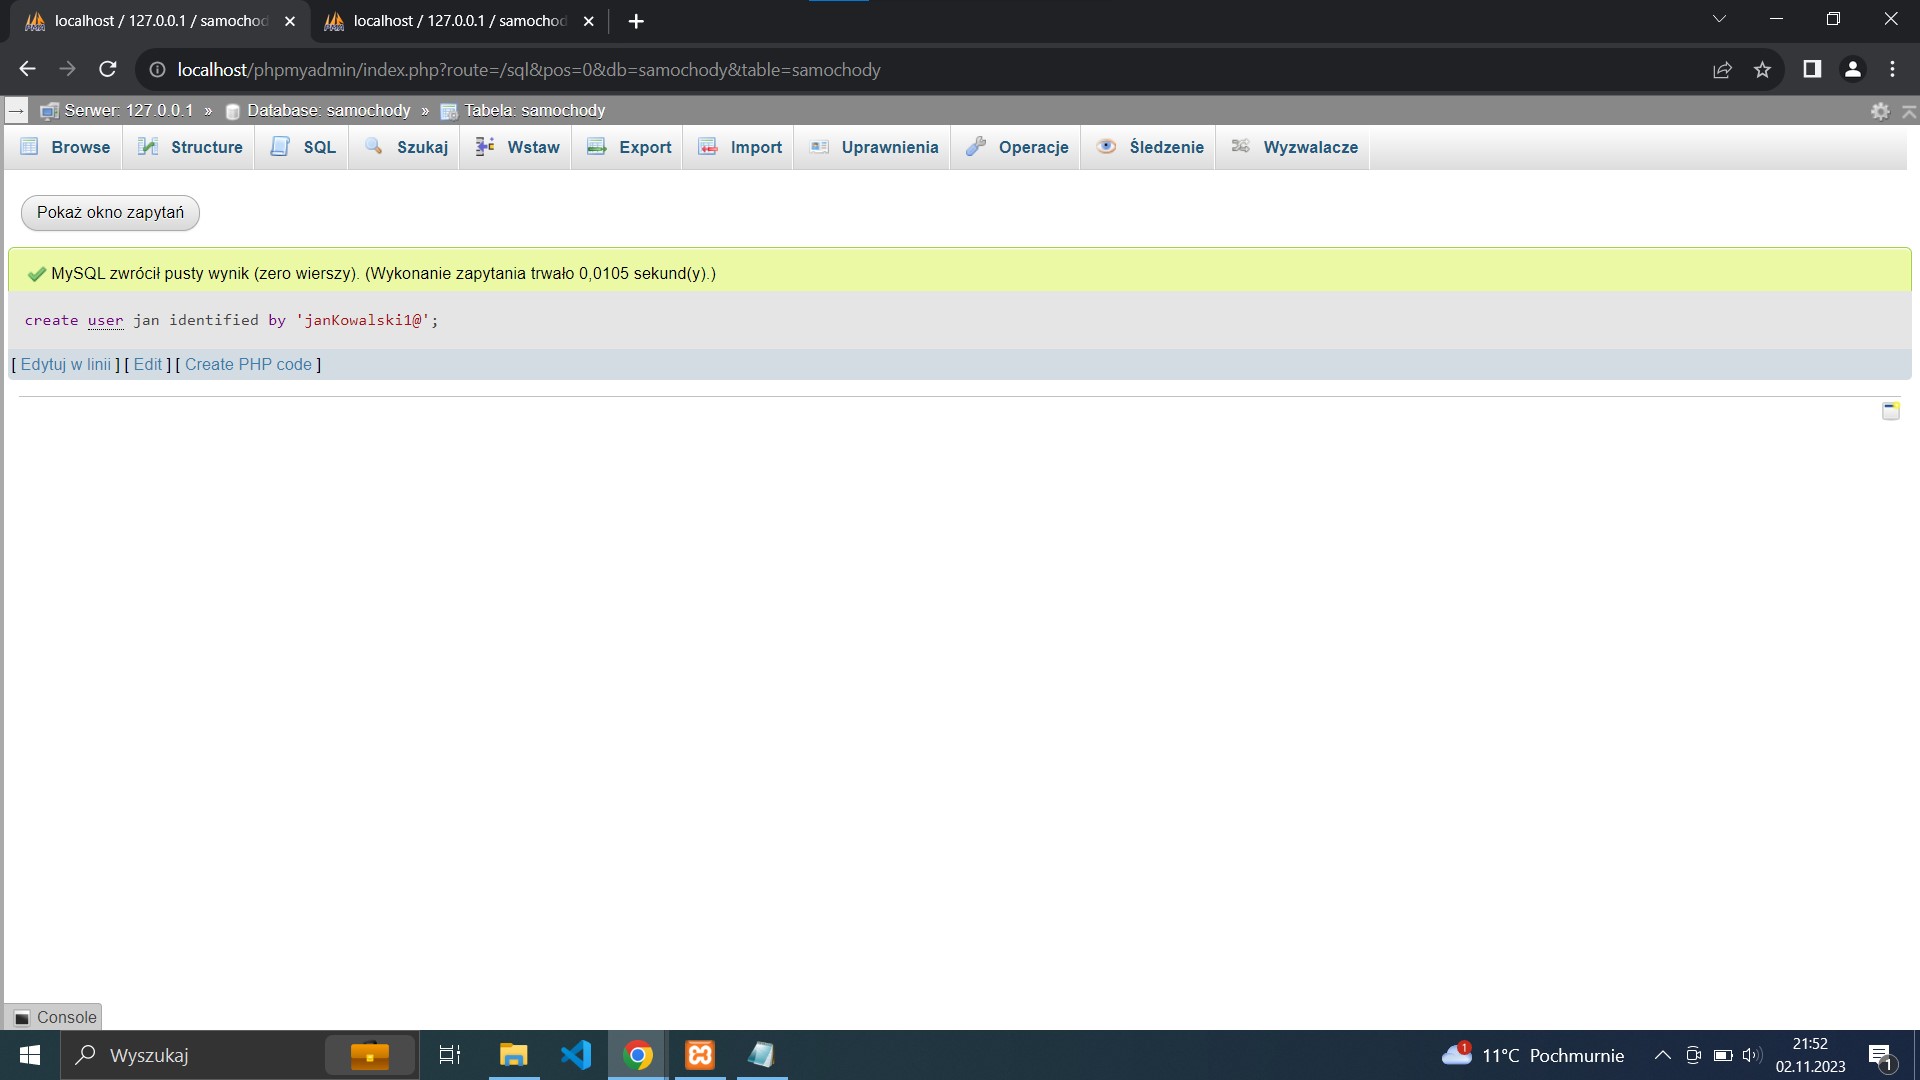 localhost / 127.0.0.1 / samochod
localhost / 127.0.0.1 / samochod
localhost/phpmyadmin/index.php?route=/sql&pos=0&db=samochody&table=samochody
Serwer: 127.0.0.1 » Database: samochody » Tabela: samochody
Browse Structure SQL Szukaj Wstaw Export Import Uprawnienia Operacje Śledzenie Wyzwalacze
Pokaż okno zapytań
MySQL zwrócił pusty wynik (zero wierszy). (Wykonanie zapytania trwało 0,0105 sekund(y).)
create user jan identified by 'janKowalski1@';
[ Edytuj w linii ] [ Edit ] [ Create PHP code ]
Console
Wyszukaj
1
11°C Pochmurnie
21:52
02.11.2023
1